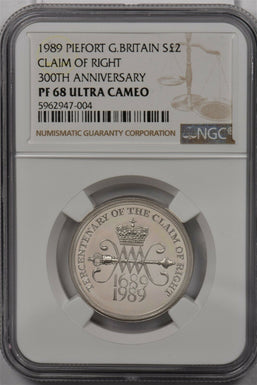 1989 PIEFORT G.BRITAIN S£2
CLAIM OF RIGHT
300TH ANNIVERSARY
PF 68 ULTRA CAMEO
5962947-004
NUMISMATIC GUARANTY CORPORATION
NGC
TERCENTENARY OF THE CLAIM OF RIGHT
1689
1989